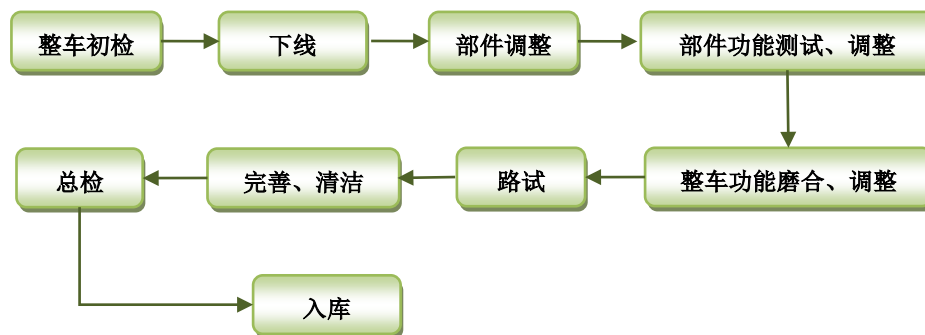 整车初检
下线
部件调整
部件功能测试、调整
整车功能磨合、调整
路试
完善、清洁
总检
入库